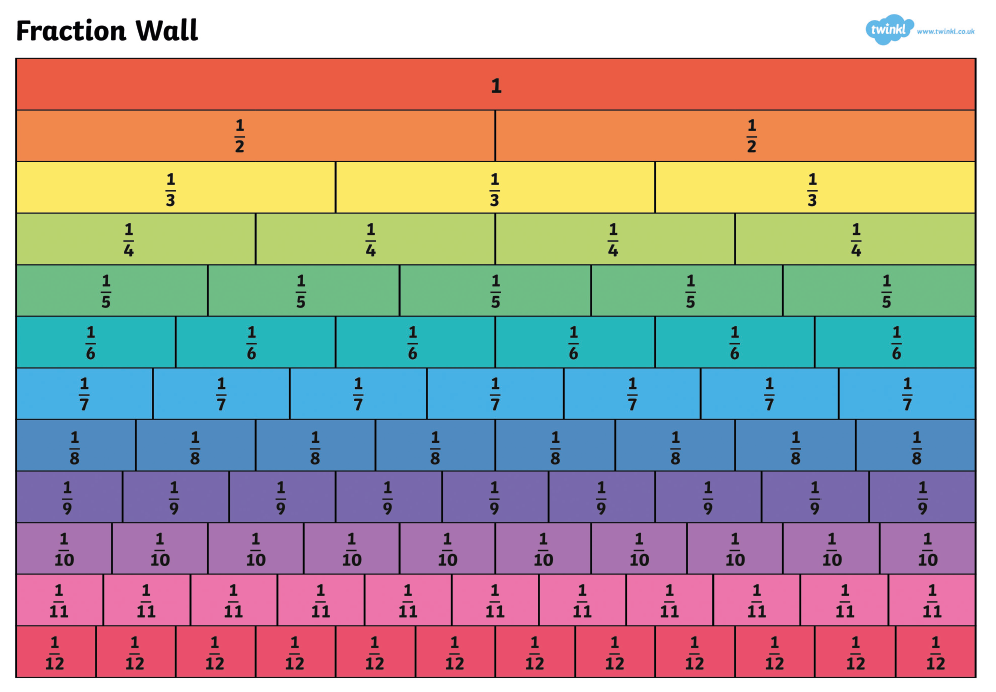 Fraction Wall
twinkl www.twinkl.co.uk
1
1/2 1/2
1/3 1/3 1/3
1/4 1/4 1/4 1/4
1/5 1/5 1/5 1/5 1/5
1/6 1/6 1/6 1/6 1/6 1/6
1/7 1/7 1/7 1/7 1/7 1/7 1/7
1/8 1/8 1/8 1/8 1/8 1/8 1/8 1/8
1/9 1/9 1/9 1/9 1/9 1/9 1/9 1/9 1/9
1/10 1/10 1/10 1/10 1/10 1/10 1/10 1/10 1/10 1/10
1/11 1/11 1/11 1/11 1/11 1/11 1/11 1/11 1/11 1/11 1/11
1/12 1/12 1/12 1/12 1/12 1/12 1/12 1/12 1/12 1/12 1/12 1/12